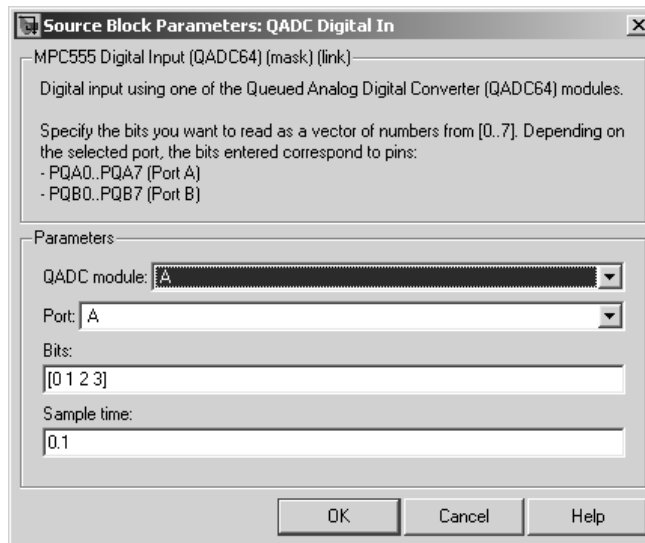 Source Block Parameters: QADC Digital In
MPC555 Digital Input (QADC64) (mask) (link)
Digital input using one of the Queued Analog Digital Converter (QADC64) modules.
Specify the bits you want to read as a vector of numbers from [0..7]. Depending on
the selected port, the bits entered correspond to pins:
- PQA0..PQA7 (Port A)
- PQB0..PQB7 (Port B)
Parameters
QADC module: A
Port: A
Bits:
[0 1 2 3]
Sample time:
0.1
OK Cancel Help